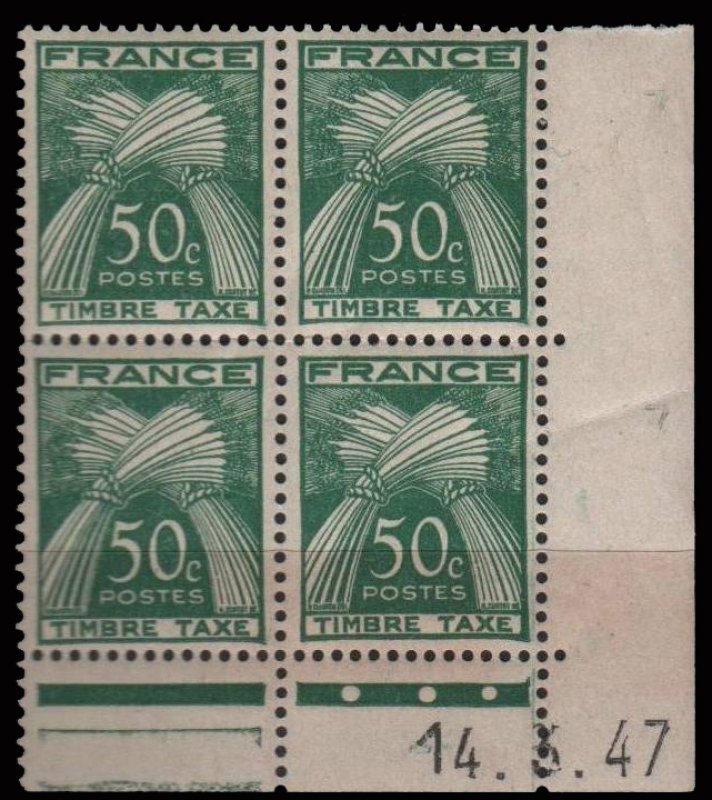 FRANCE FRANCE
50c 50c
POSTES POSTES
TIMBRE TAXE TIMBRE TAXE
FRANCE FRANCE
50c 50c
POSTES POSTES
TIMBRE TAXE TIMBRE TAXE
14. .47